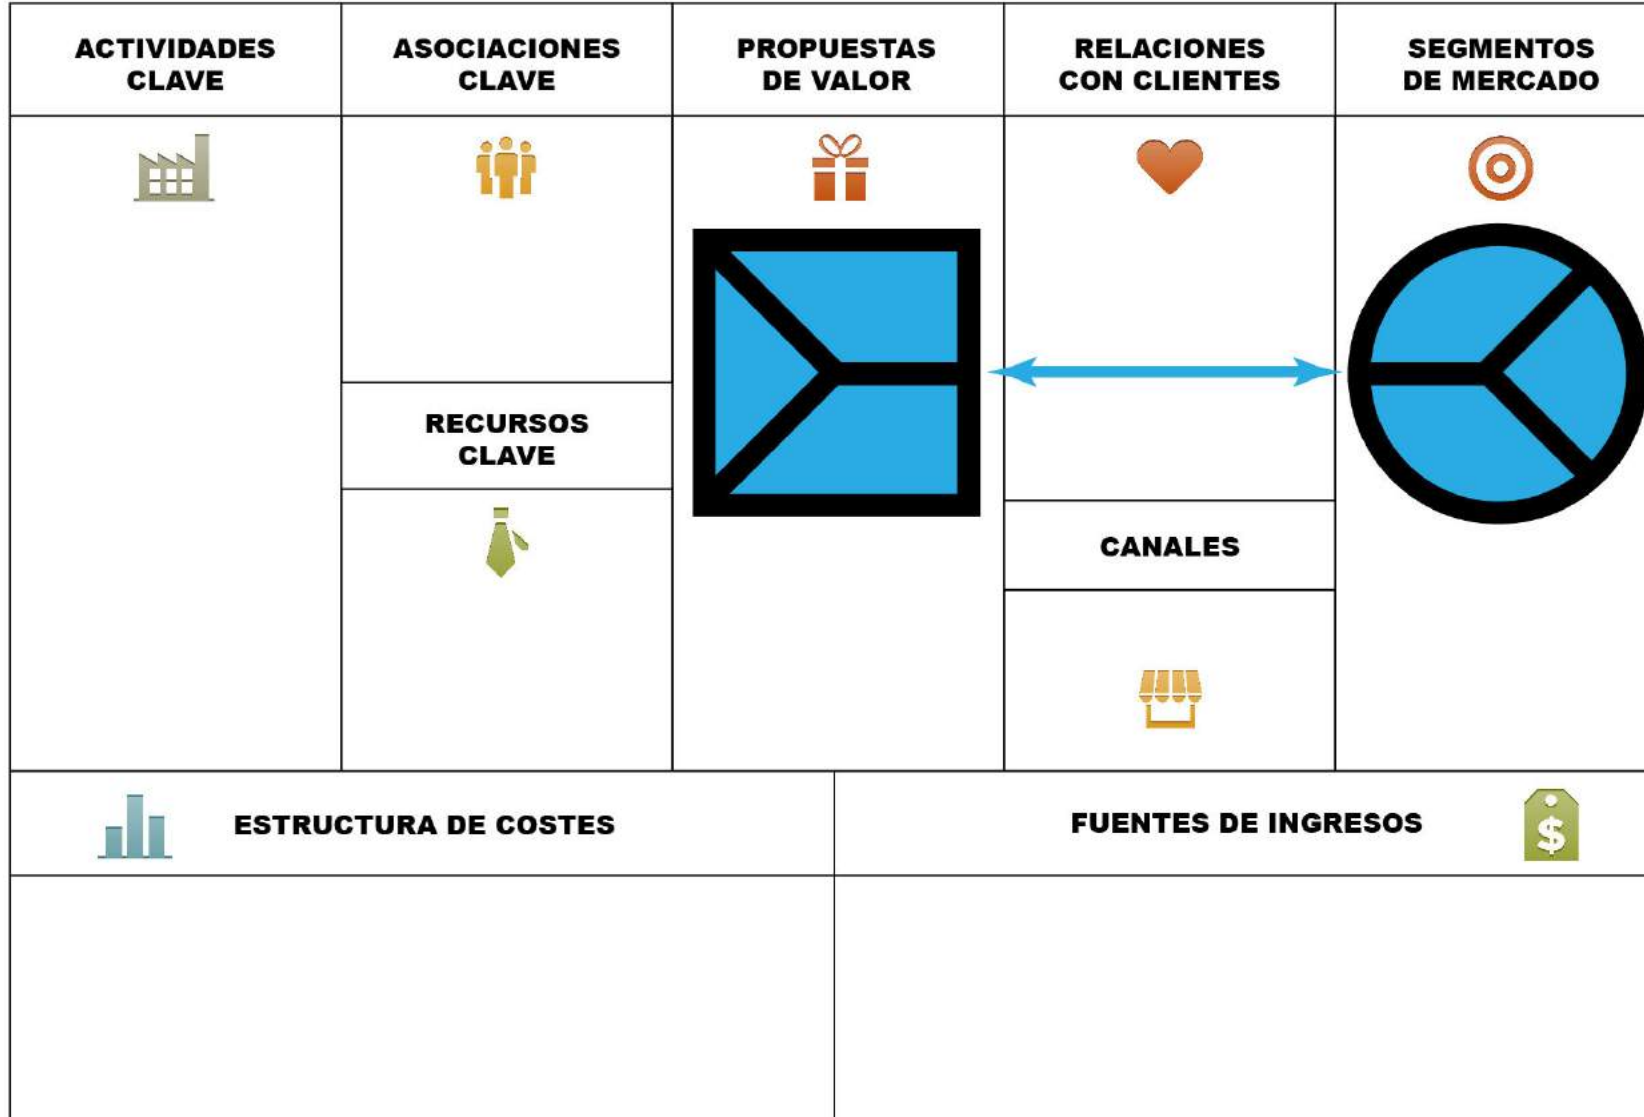 ACTIVIDADES
CLAVE
ASOCIACIONES
CLAVE
PROPUESTAS
DE VALOR
RELACIONES
CON CLIENTES
SEGMENTOS
DE MERCADO
RECURSOS
CLAVE
CANALES
ESTRUCTURA DE COSTES
FUENTES DE INGRESOS
$